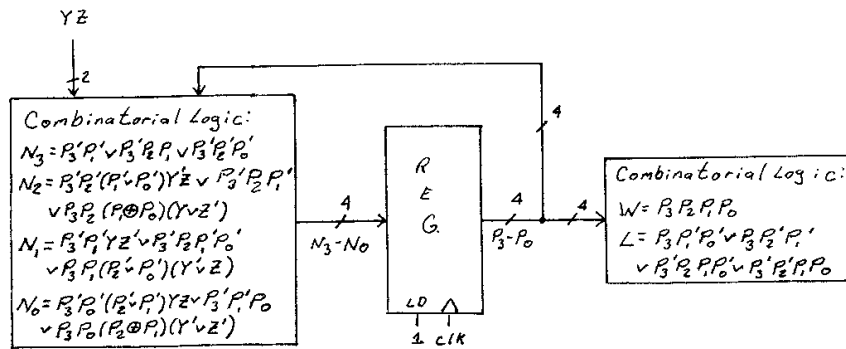 YZ
2
4
Combinatorial Logic:
N₃ = P₃'P₁' ∨ P₃'P₂P₁ ∨ P₃'P₂'P₀'
N₂ = P₃'P₂'(P₁'∨P₀')Y'Z ∨ P₃'P₂P₁'
∨ P₃P₂(P₁⊕P₀)(Y∨Z')
N₁ = P₃'P₁'YZ' ∨ P₃'P₂P₁'P₀'
∨ P₃P₁(P₂'∨P₀')(Y'∨Z)
N₀ = P₃'P₀'(P₂'∨P₁')YZ ∨ P₃'P₁'P₀
∨ P₃P₀(P₂⊕P₁)(Y'∨Z')
4
N₃-N₀
R
E
G.
LD
1 clk
4
P₃-P₀
4
Combinatorial Logic:
W = P₃P₂P₁P₀
L = P₃P₁'P₀' ∨ P₃P₂'P₁'
∨ P₃'P₂P₁P₀' ∨ P₃'P₂'P₁P₀